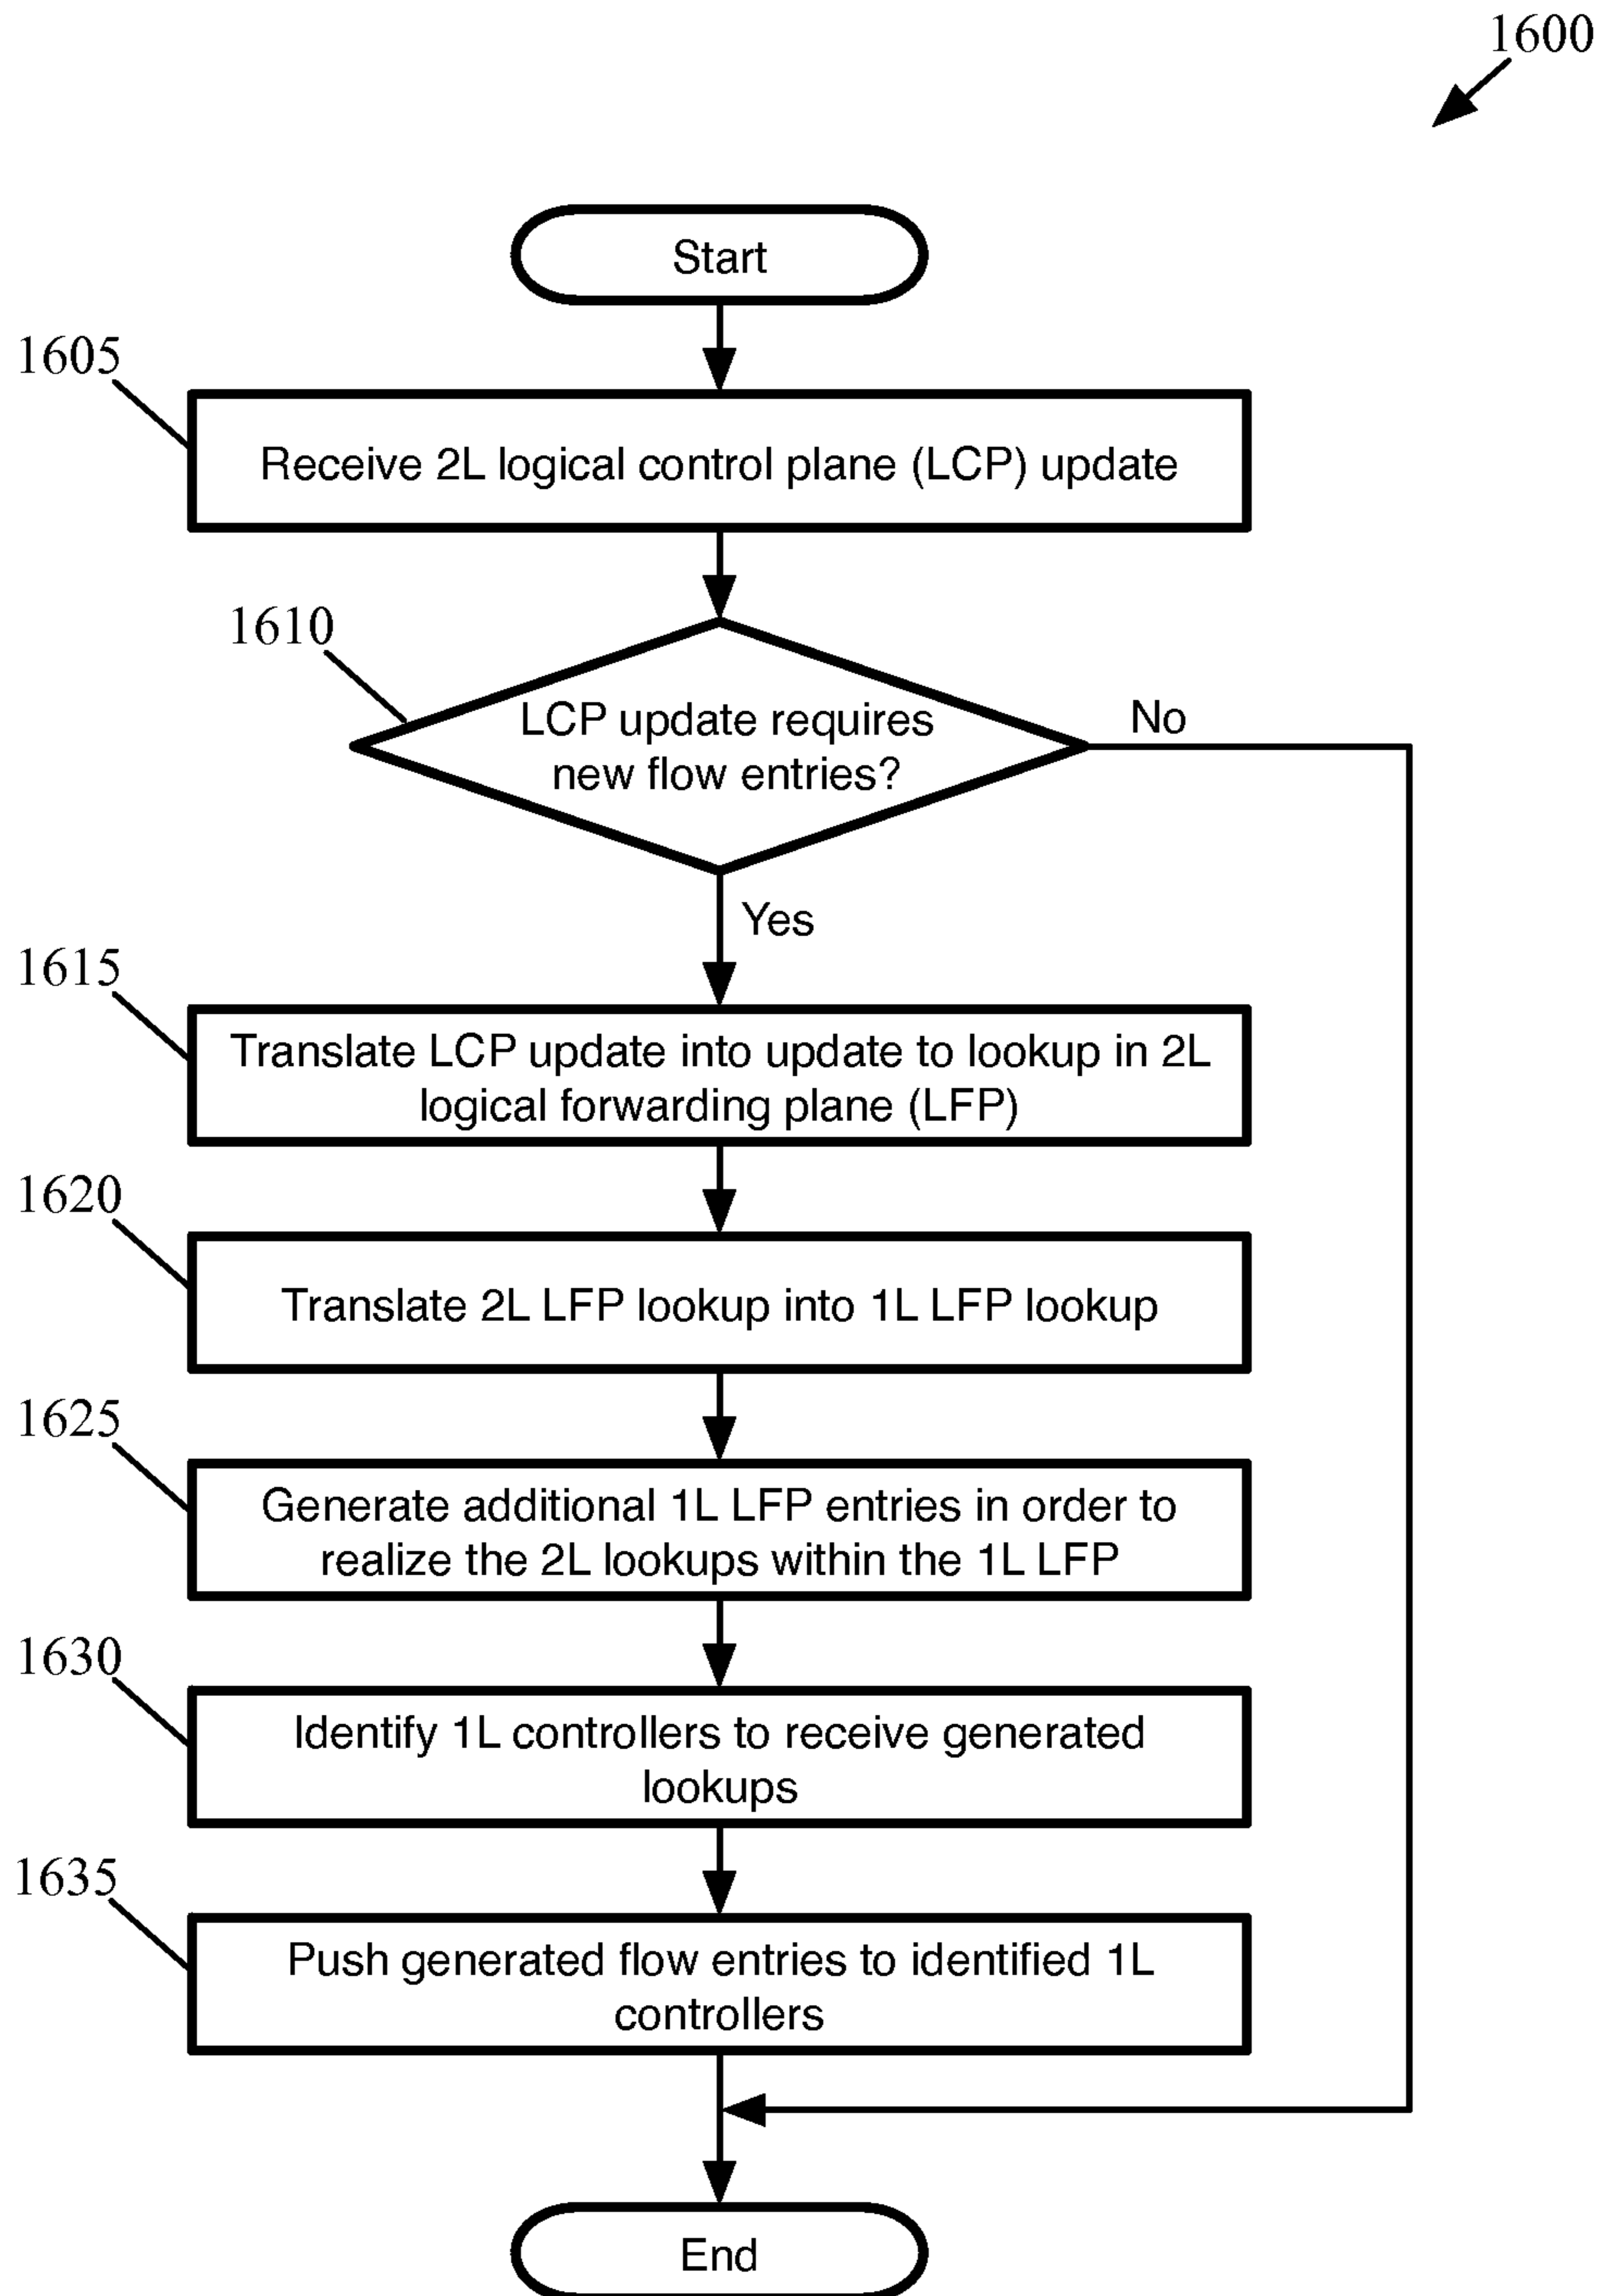 1600
Start
1605
Receive 2L logical control plane (LCP) update
1610
LCP update requires
new flow entries?
No
Yes
1615
Translate LCP update into update to lookup in 2L
logical forwarding plane (LFP)
1620
Translate 2L LFP lookup into 1L LFP lookup
1625
Generate additional 1L LFP entries in order to
realize the 2L lookups within the 1L LFP
1630
Identify 1L controllers to receive generated
lookups
1635
Push generated flow entries to identified 1L
controllers
End